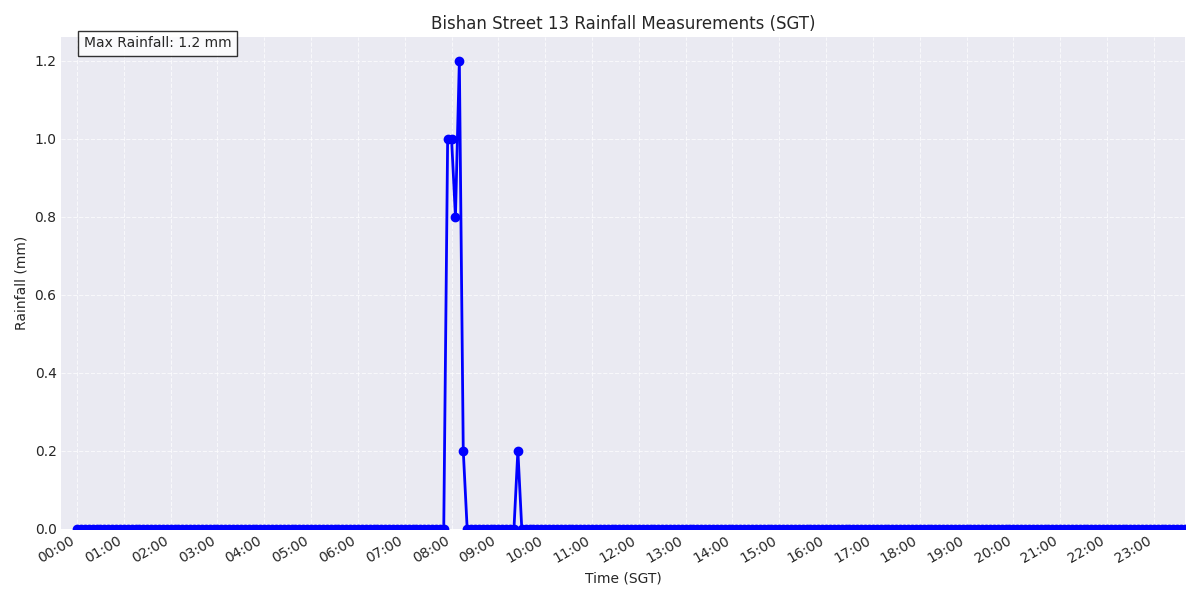 Bishan Street 13 Rainfall Measurements (SGT)
Max Rainfall: 1.2 mm
1.2
1.0
0.8
0.6
0.4
0.2
0.0
Rainfall (mm)
00:00 01:00 02:00 03:00 04:00 05:00 06:00 07:00 08:00 09:00 10:00 11:00 12:00 13:00 14:00 15:00 16:00 17:00 18:00 19:00 20:00 21:00 22:00 23:00
Time (SGT)